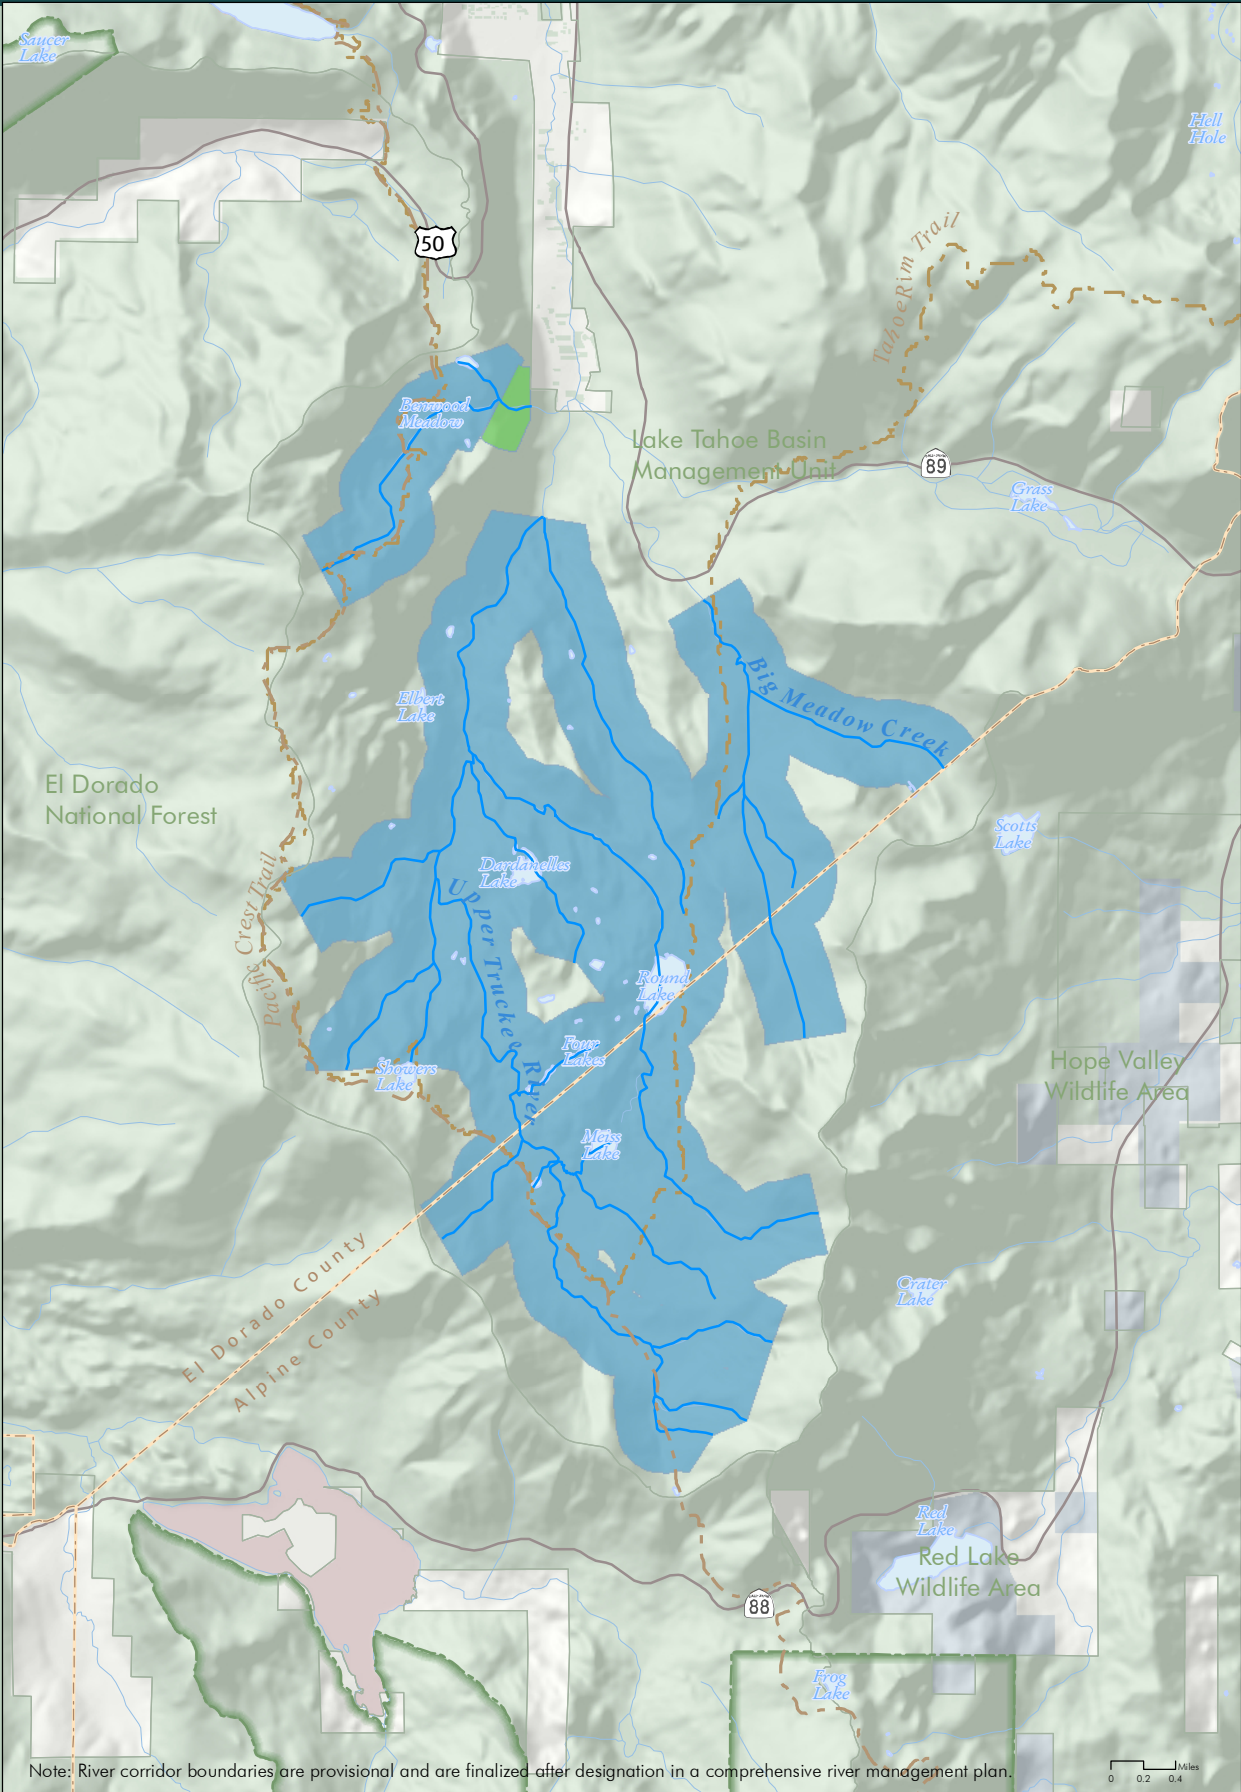 Saucer
Lake
Hell
Hole
50
Tahoe Rim Trail
Benwood
Meadow
Lake Tahoe Basin
Management Unit
89
Grass
Lake
Big Meadow Creek
Elbert
Lake
El Dorado
National Forest
Scotts
Lake
Dardanelles
Lake
Upper Truckee River
Pacific Crest Trail
Round
Lake
Four
Lakes
Showers
Lake
Hope Valley
Wildlife Area
Meiss
Lake
El Dorado County
Alpine County
Crater
Lake
Red
Lake
Red Lake
Wildlife Area
88
Frog
Lake
Note: River corridor boundaries are provisional and are finalized after designation in a comprehensive river management plan.
Miles
0 0.2 0.4